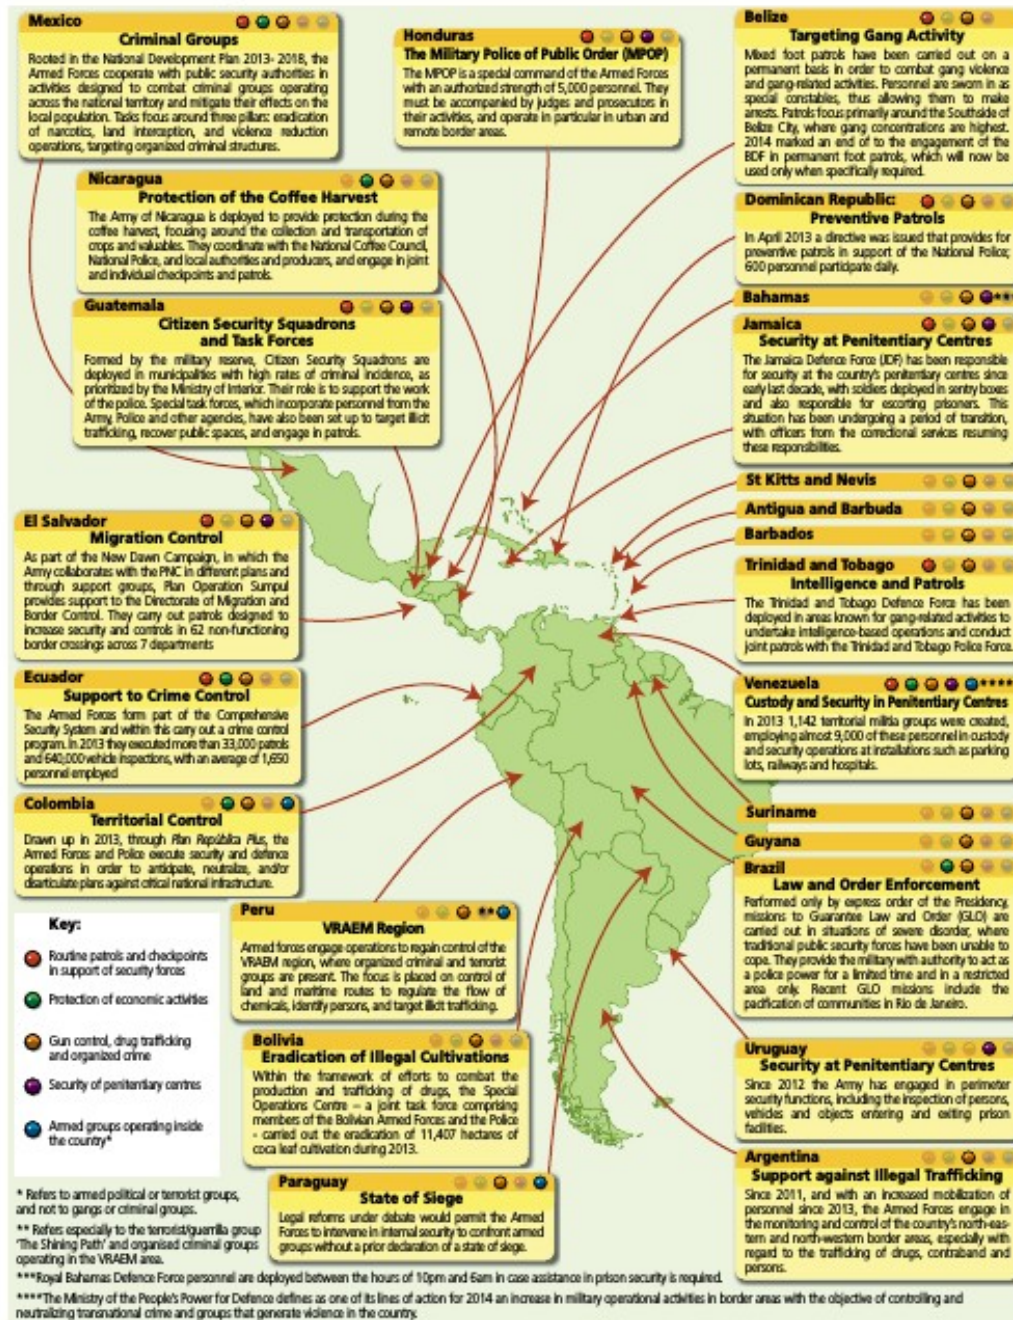 Mexico
Criminal Groups
Rooted in the National Development Plan 2013- 2018, the
Armed Forces cooperate with public security authorities in
activities designed to combat criminal groups operating
across the national territory and mitigate their effects on the
local population. Tasks focus around three pillars: eradication
of narcotics, land interception, and violence reduction
operations, targeting organized criminal structures.
Honduras
The Military Police of Public Order (MPOP)
The MPOP is a special command of the Armed Forces
with an authorized strength of 5,000 personnel. They
must be accompanied by judges and prosecutors in
their activities, and operate in particular in urban and
remote border areas.
Belize
Targeting Gang Activity
Mixed foot patrols have been carried out on a
permanent basis in order to combat gang violence
and gang-related activities. Personnel are sworn in as
special constables, thus allowing them to make
arrests. Patrols focus primarily around the Southside of
Belize City, where gang concentrations are highest.
2014 marked an end of to the engagement of the
BDF in permanent foot patrols, which will now be
used only when specifically required.
Nicaragua
Protection of the Coffee Harvest
The Army of Nicaragua is deployed to provide protection during the
coffee harvest, focusing around the collection and transportation of
crops and valuables. They coordinate with the National Coffee Council,
National Police, and local authorities and producers, and engage in joint
and individual checkpoints and patrols.
Dominican Republic:
Preventive Patrols
In April 2013 a directive was issued that provides for
preventive patrols in support of the National Police;
600 personnel participate daily.
Guatemala
Citizen Security Squadrons
and Task Forces
Formed by the military reserve, Citizen Security Squadrons are
deployed in municipalities with high rates of criminal incidence, as
prioritized by the Ministry of Interior. Their role is to support the work
of the police. Special task forces, which incorporate personnel from the
Army, Police and other agencies, have also been set up to target illicit
trafficking, recover public spaces, and engage in patrols.
Bahamas ***
Jamaica
Security at Penitentiary Centres
The Jamaica Defence Force (JDF) has been responsible
for security at the country's penitentiary centres since
early last decade, with soldiers deployed in sentry boxes
and also responsible for escorting prisoners. This
situation has been undergoing a period of transition,
with officers from the correctional services resuming
these responsibilities.
St Kitts and Nevis
Antigua and Barbuda
Barbados
Trinidad and Tobago
Intelligence and Patrols
The Trinidad and Tobago Defence Force has been
deployed in areas known for gang-related activities to
undertake intelligence-based operations and conduct
joint patrols with the Trinidad and Tobago Police Force.
El Salvador
Migration Control
As part of the New Dawn Campaign, in which the
Army collaborates with the PNC in different plans and
through support groups, Plan Operation Sumpul
provides support to the Directorate of Migration and
Border Control. They carry out patrols designed to
increase security and controls in 62 non-functioning
border crossings across 7 departments
Ecuador
Support to Crime Control
The Armed Forces form part of the Comprehensive
Security System and within this carry out a crime control
program. In 2013 they executed more than 33,000 patrols
and 640,000 vehicle inspections, with an average of 1,650
personnel employed
Venezuela ****
Custody and Security in Penitentiary Centres
In 2013 1,142 territorial militia groups were created,
employing almost 9,000 of these personnel in custody
and security operations at installations such as parking
lots, railways and hospitals.
Colombia
Territorial Control
Drawn up in 2013, through Plan República Plus, the
Armed Forces and Police execute security and defence
operations in order to anticipate, neutralize, and/or
disarticulate plans against critical national infrastructure.
Suriname
Guyana
Brazil
Law and Order Enforcement
Performed only by express order of the Presidency,
missions to Guarantee Law and Order (GLO) are
carried out in situations of severe disorder, where
traditional public security forces have been unable to
cope. They provide the military with authority to act as
a police power for a limited time and in a restricted
area only. Recent GLO missions include the
pacification of communities in Rio de Janeiro.
Peru **
VRAEM Region
Armed forces engage operations to regain control of the
VRAEM region, where organized criminal and terrorist
groups are present. The focus is placed on control of
land and maritime routes to regulate the flow of
chemicals, identify persons, and target illicit trafficking.
Key:
Routine patrols and checkpoints
in support of security forces
Protection of economic activities
Gun control, drug trafficking
and organized crime
Security of penitentiary centres
Armed groups operating inside
the country*
Bolivia
Eradication of Illegal Cultivations
Within the framework of efforts to combat the
production and trafficking of drugs, the Special
Operations Centre – a joint task force comprising
members of the Bolivian Armed Forces and the Police
- carried out the eradication of 11,407 hectares of
coca leaf cultivation during 2013.
Uruguay
Security at Penitentiary Centres
Since 2012 the Army has engaged in perimeter
security functions, including the inspection of persons,
vehicles and objects entering and exiting prison
facilities.
Paraguay
State of Siege
Legal reforms under debate would permit the Armed
Forces to intervene in internal security to confront armed
groups without a prior declaration of a state of siege.
Argentina
Support against Illegal Trafficking
Since 2011, and with an increased mobilization of
personnel since 2013, the Armed Forces engage in
the monitoring and control of the country's north-eas-
tern and north-western border areas, especially with
regard to the trafficking of drugs, contraband and
persons.
* Refers to armed political or terrorist groups,
and not to gangs or criminal groups.
** Refers especially to the terrorist/guerrilla group
'The Shining Path' and organised criminal groups
operating in the VRAEM area.
***Royal Bahamas Defence Force personnel are deployed between the hours of 10pm and 6am in case assistance in prison security is required.
****The Ministry of the People's Power for Defence defines as one of its lines of action for 2014 an increase in military operational activities in border areas with the objective of controlling and
neutralizing transnational crime and groups that generate violence in the country.